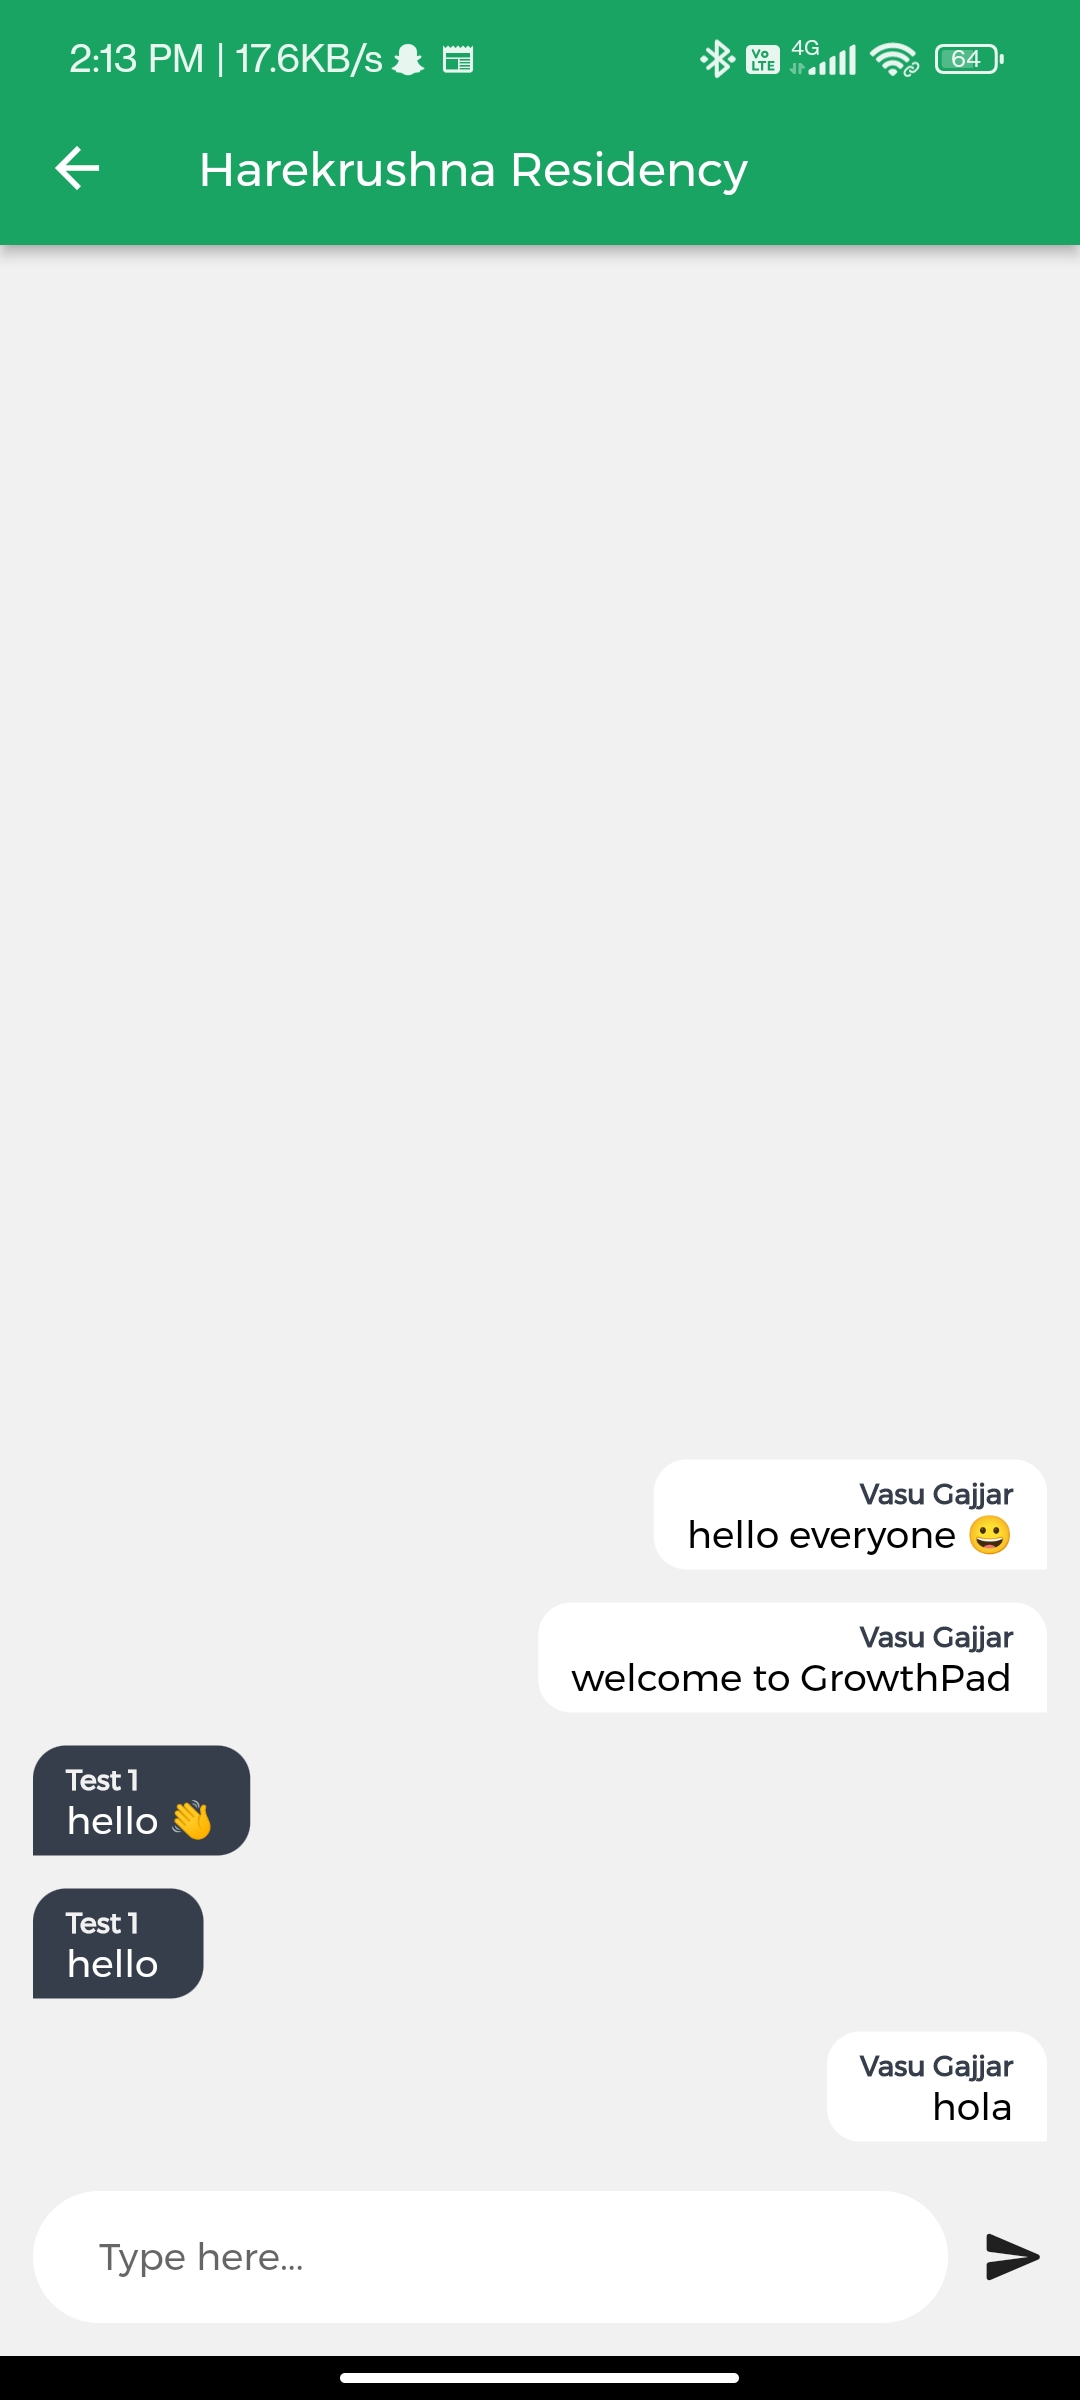 2:13 PM | 17.6KB/s
Vo LTE
4G
64
Harekrushna Residency
Vasu Gajjar
hello everyone 😀
Vasu Gajjar
welcome to GrowthPad
Test 1
hello 👋
Test 1
hello
Vasu Gajjar
hola
Type here...